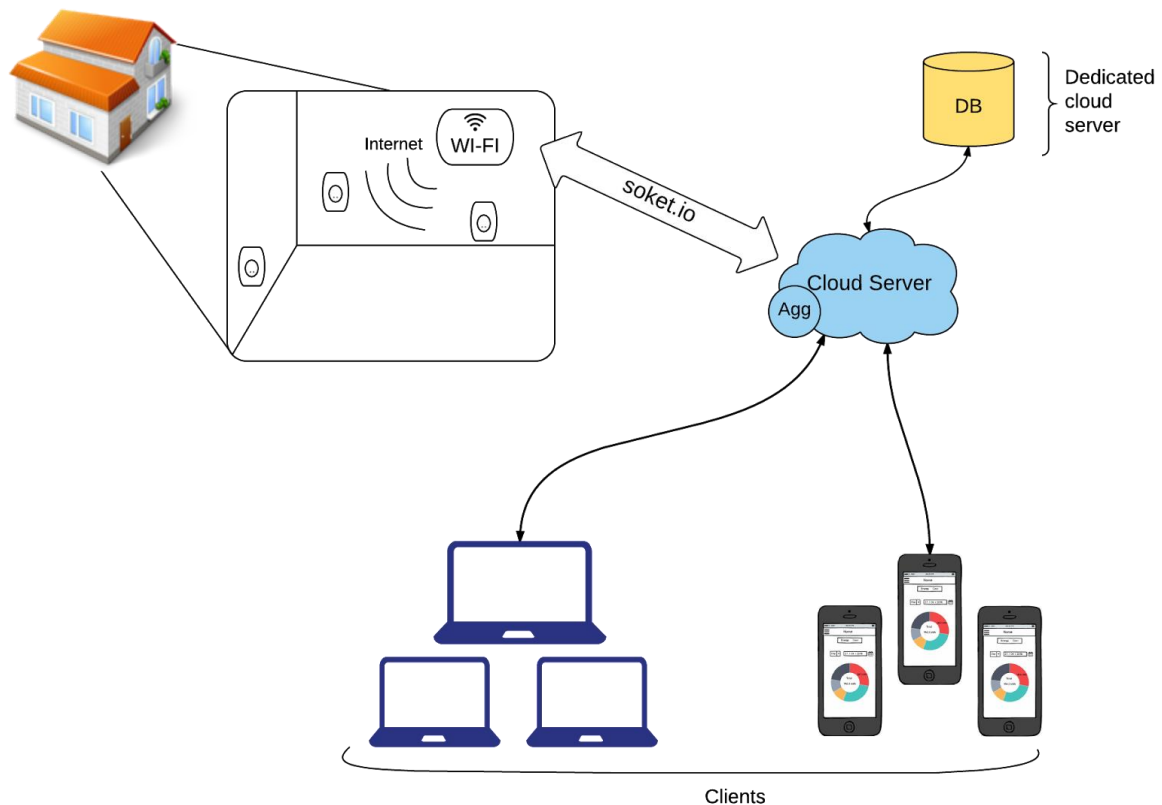 Internet
WI-FI
soket.io
DB
Dedicated
cloud
server
Cloud Server
Agg
Clients